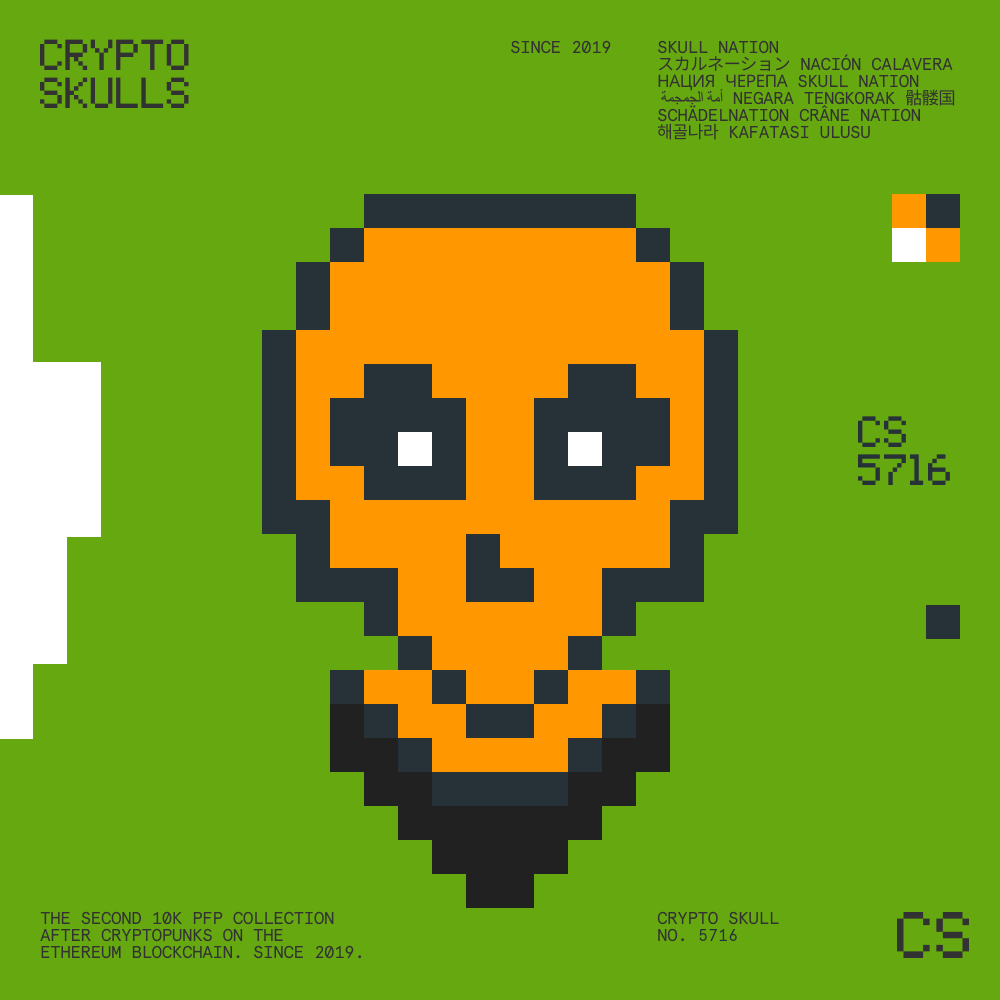 CRYPTO
SKULLS
SINCE 2019
SKULL NATION
スカルネーション NACIÓN CALAVERA
НАЦИЯ ЧЕРЕПА SKULL NATION
أمة الجمجمة NEGARA TENGKORAK 骷髅国
SCHÄDELNATION CRÂNE NATION
해골나라 KAFATASI ULUSU
CS
5716
THE SECOND 10K PFP COLLECTION
AFTER CRYPTOPUNKS ON THE
ETHEREUM BLOCKCHAIN. SINCE 2019.
CRYPTO SKULL
NO. 5716
CS